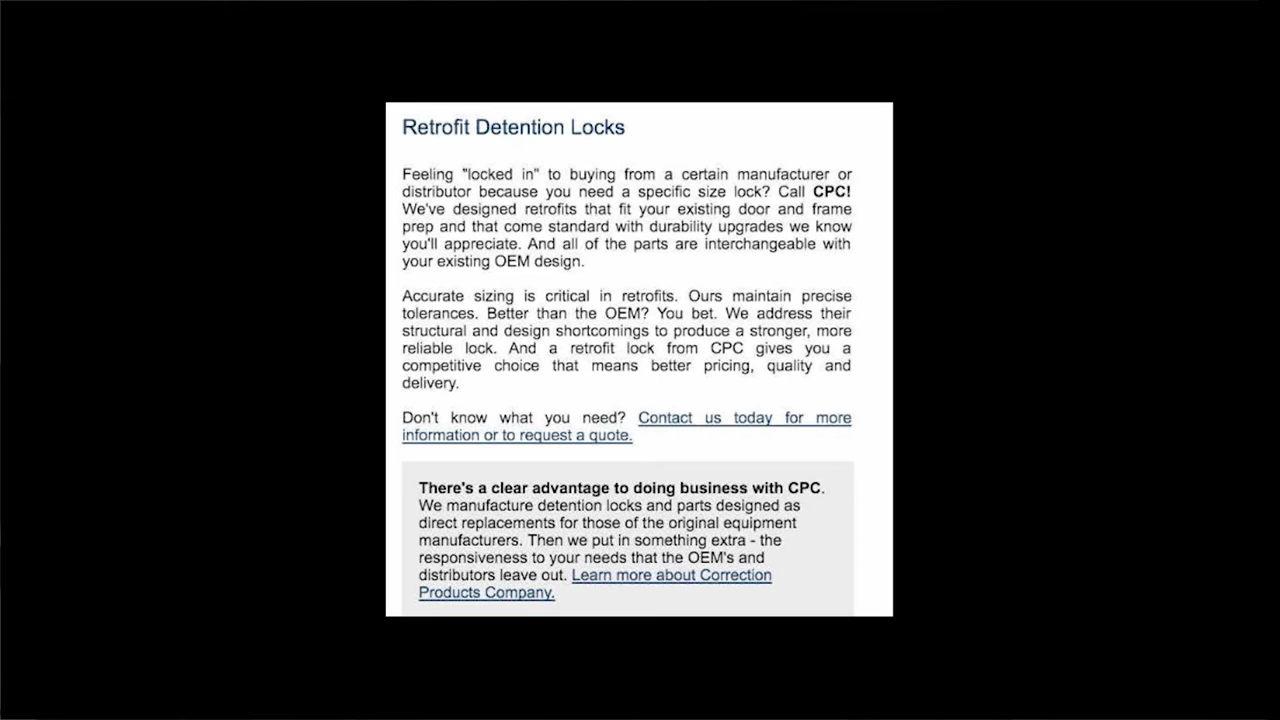 Retrofit Detention Locks
Feeling "locked in" to buying from a certain manufacturer or
distributor because you need a specific size lock? Call CPC!
We've designed retrofits that fit your existing door and frame
prep and that come standard with durability upgrades we know
you'll appreciate. And all of the parts are interchangeable with
your existing OEM design.
Accurate sizing is critical in retrofits. Ours maintain precise
tolerances. Better than the OEM? You bet. We address their
structural and design shortcomings to produce a stronger, more
reliable lock. And a retrofit lock from CPC gives you a
competitive choice that means better pricing, quality and
delivery.
Don't know what you need? Contact us today for more
information or to request a quote.
There's a clear advantage to doing business with CPC.
We manufacture detention locks and parts designed as
direct replacements for those of the original equipment
manufacturers. Then we put in something extra - the
responsiveness to your needs that the OEM's and
distributors leave out. Learn more about Correction
Products Company.